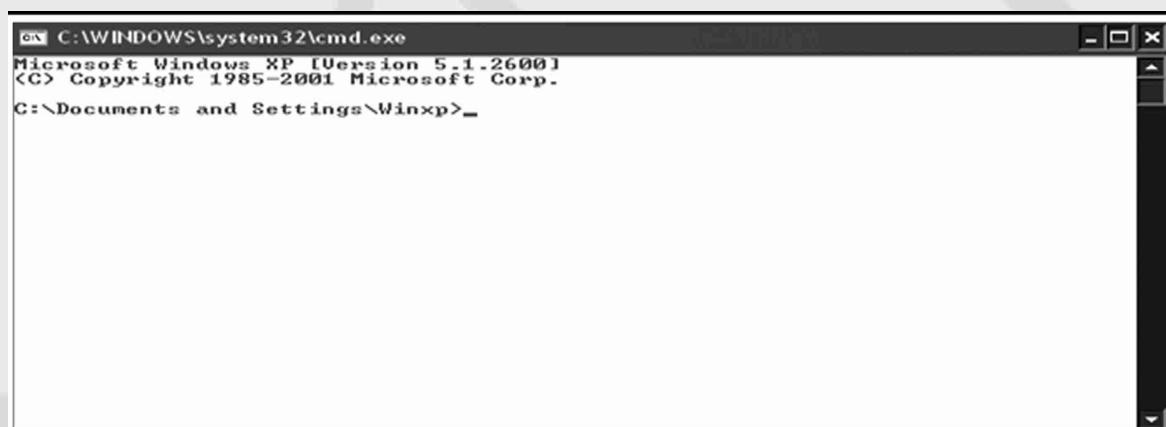 C:\WINDOWS\system32\cmd.exe
Microsoft Windows XP [Version 5.1.2600]
(C) Copyright 1985-2001 Microsoft Corp.
C:\Documents and Settings\Winxp>_